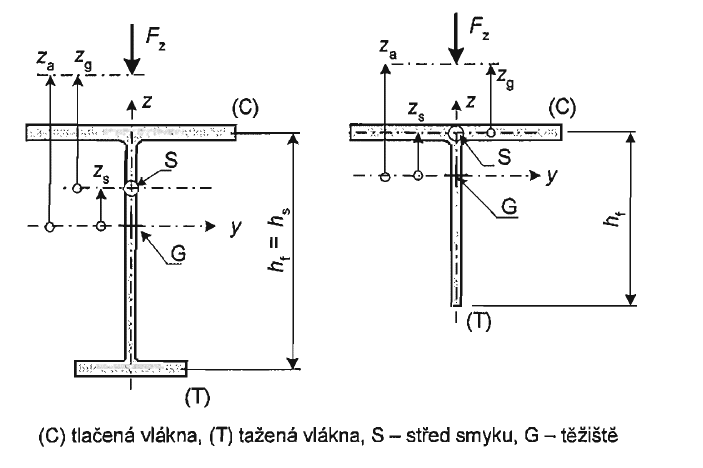 F_z
F_z
z_a z_g
z_a
z_g
z
(C)
z
(C)
z_s
S
z_s
S
y
y
G
G
h_f = h_s
h_f
(T)
(T)
(C) tlačená vlákna, (T) tažená vlákna, S – střed smyku, G – těžiště